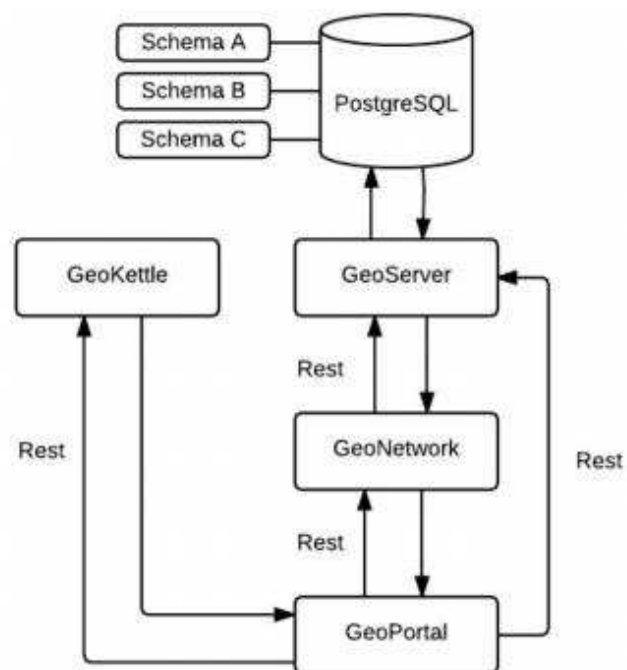 Schema A
Schema B
Schema C
PostgreSQL
GeoKettle
GeoServer
Rest
GeoNetwork
Rest
Rest
Rest
GeoPortal